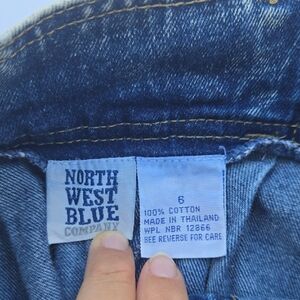 NORTH
WEST
BLUE
COMPANY
6
100% COTTON
MADE IN THAILAND
WPL NBR 12866
SEE REVERSE FOR CARE